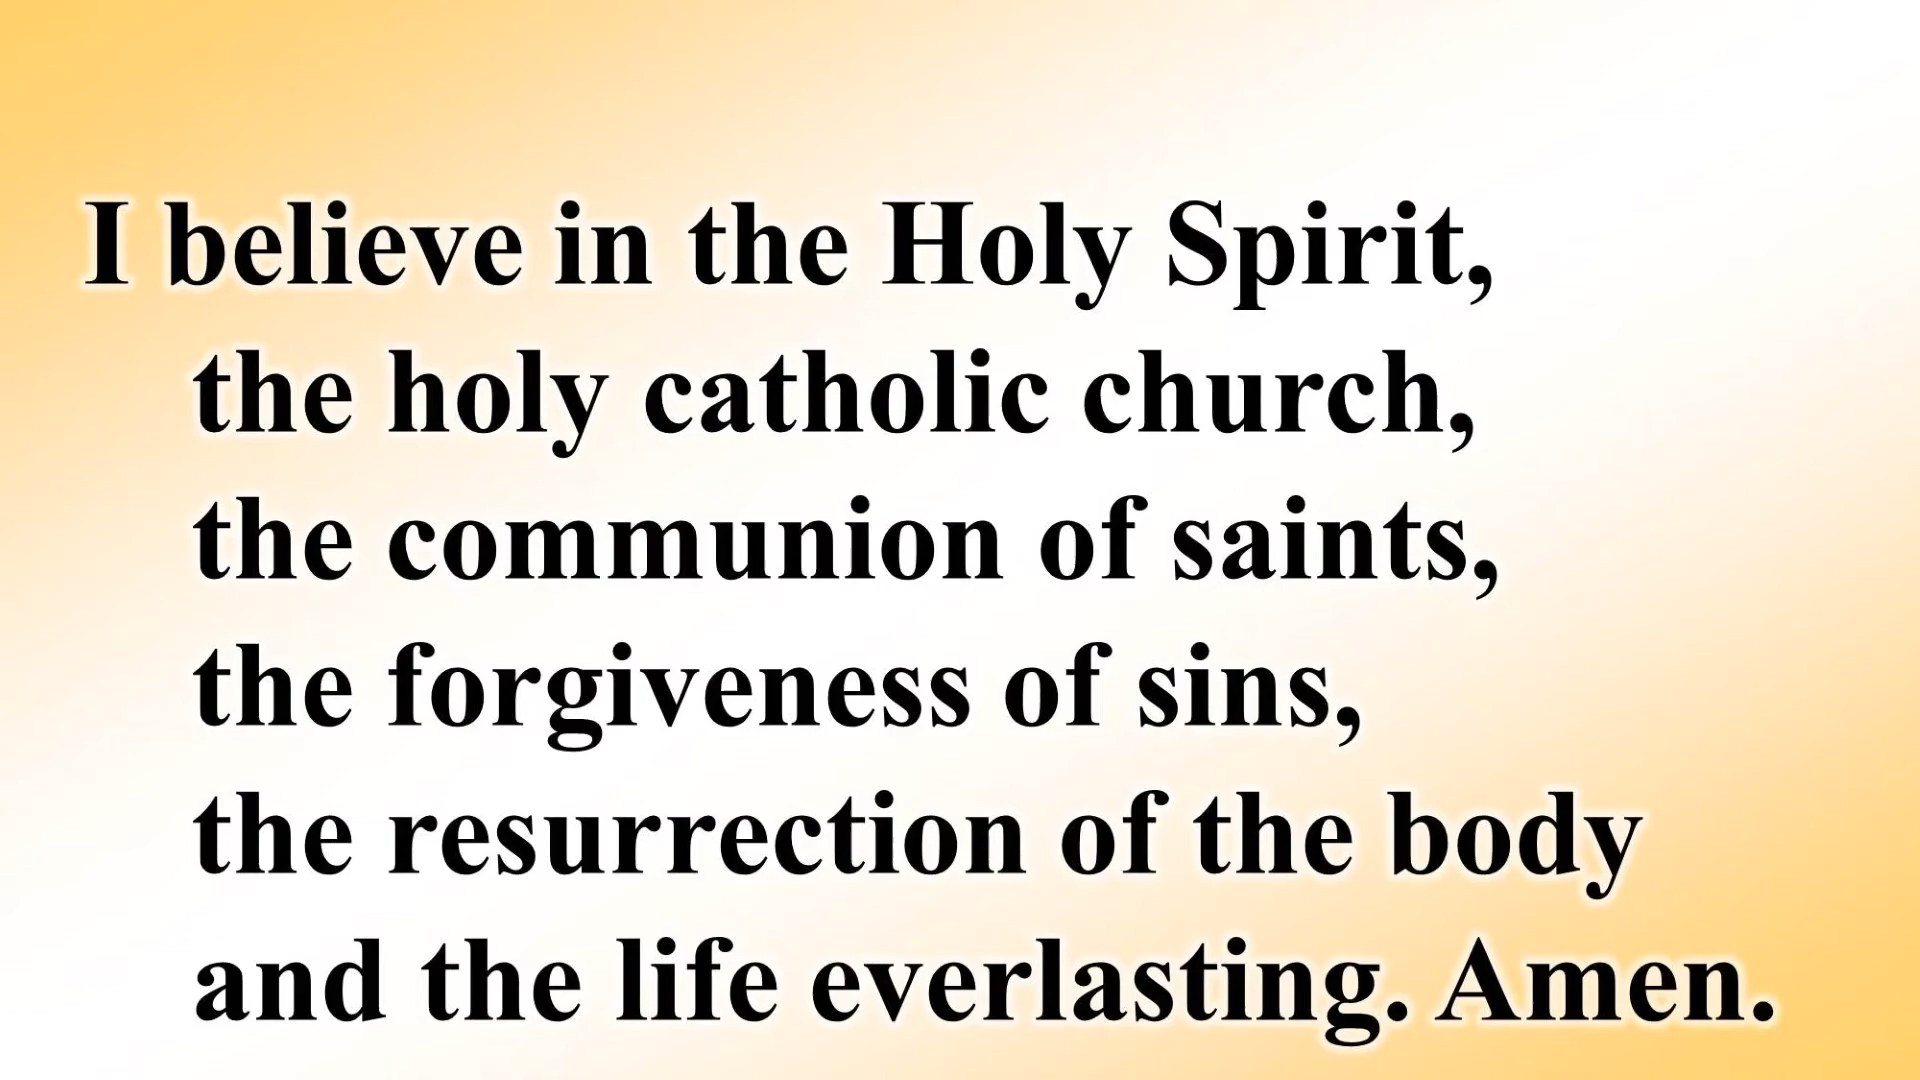 I believe in the Holy Spirit,
the holy catholic church,
the communion of saints,
the forgiveness of sins,
the resurrection of the body
and the life everlasting. Amen.